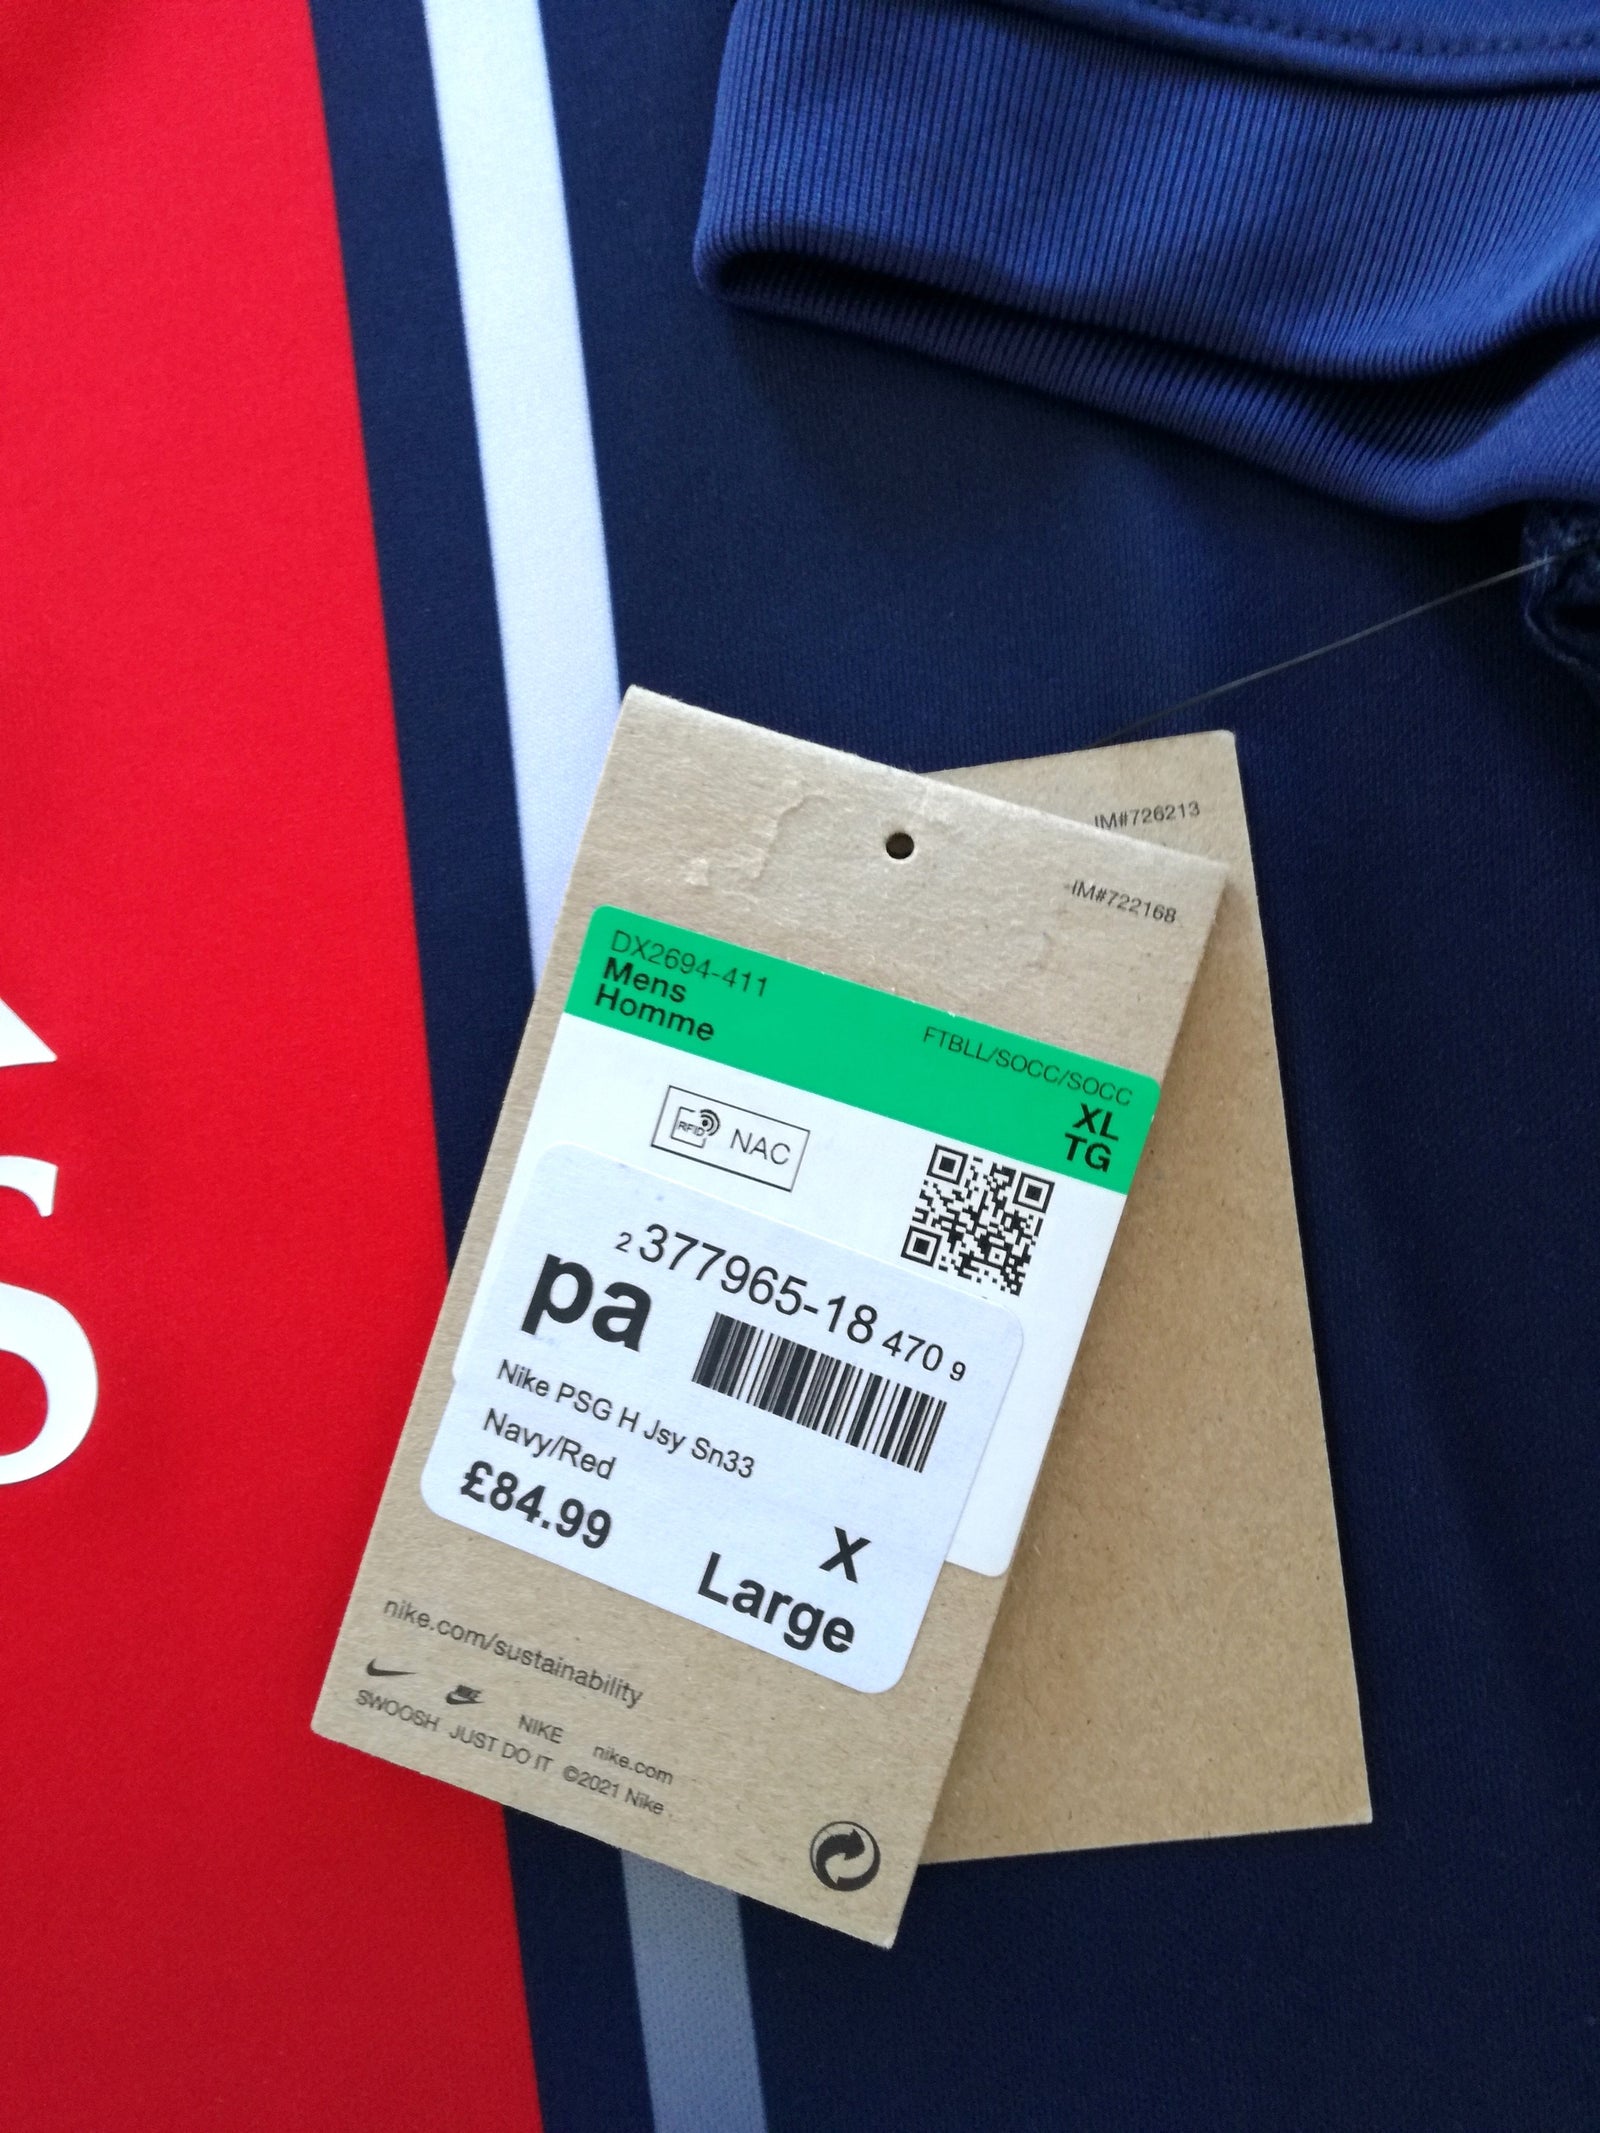 IM#726213
IM#722168
DX2694-411
Mens
Homme
FTBLL/SOCC/SOCC
XL
TG
RFID NAC
2 377965-18 470 9
pa
Nike PSG H Jsy Sn33
Navy/Red
£84.99
X
Large
nike.com/sustainability
NIKE nike.com
SWOOSH JUST DO IT ©2021 Nike
S